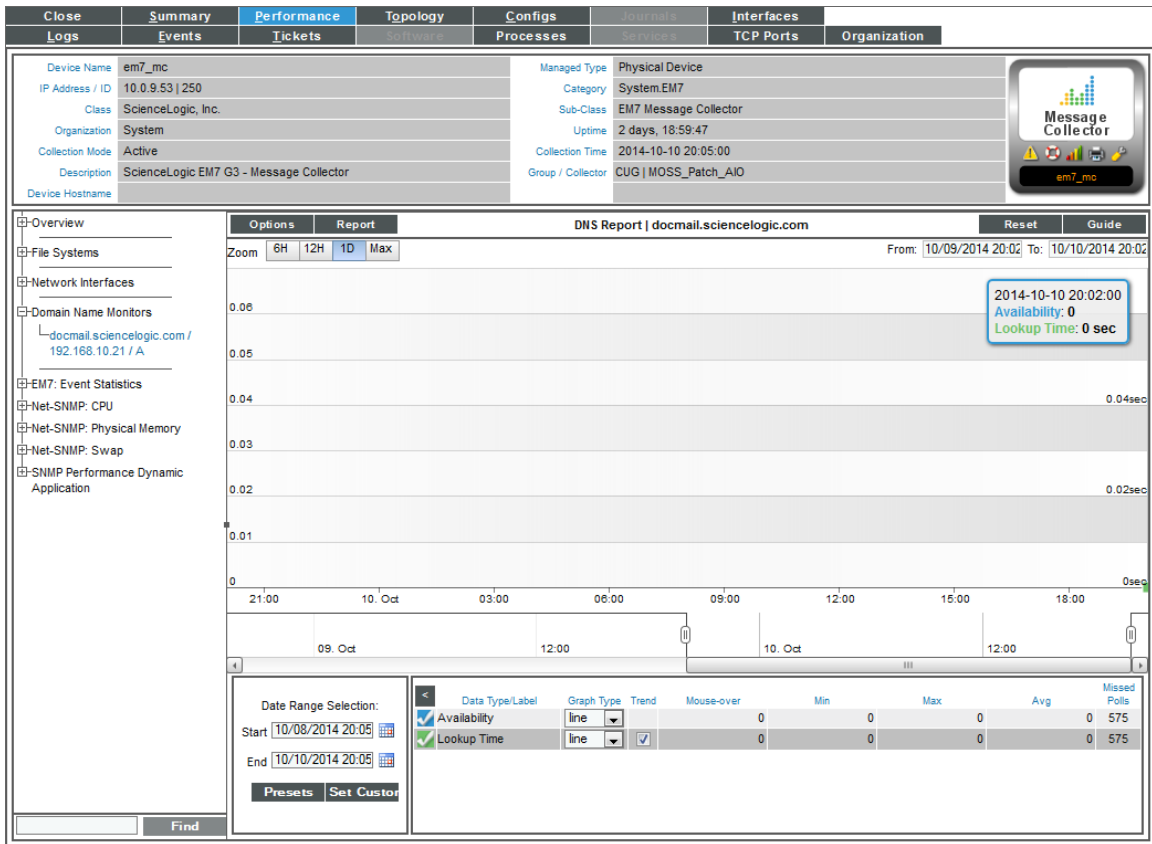 Close Summary Performance Topology Configs Journals Interfaces
Logs Events Tickets Software Processes Services TCP Ports Organization
Device Name em7_mc Managed Type Physical Device
IP Address / ID 10.0.9.53 | 250 Category System.EM7
Class ScienceLogic, Inc. Sub-Class EM7 Message Collector
Organization System Uptime 2 days, 18:59:47
Collection Mode Active Collection Time 2014-10-10 20:05:00
Description ScienceLogic EM7 G3 - Message Collector Group / Collector CUG | MOSS_Patch_AIO
Device Hostname
Message
Collector
em7_mc
Overview
File Systems
Network Interfaces
Domain Name Monitors
docmail.sciencelogic.com /
192.168.10.21 / A
EM7: Event Statistics
Net-SNMP: CPU
Net-SNMP: Physical Memory
Net-SNMP: Swap
SNMP Performance Dynamic
Application
Find
Options Report DNS Report | docmail.sciencelogic.com Reset Guide
Zoom 6H 12H 1D Max From: 10/09/2014 20:02 To: 10/10/2014 20:02
2014-10-10 20:02:00
Availability: 0
Lookup Time: 0 sec
0.06
0.05
0.04 0.04sec
0.03
0.02 0.02sec
0.01
0 0sec
21:00 10. Oct 03:00 06:00 09:00 12:00 15:00 18:00
09. Oct 12:00 10. Oct 12:00
Date Range Selection:
Start 10/08/2014 20:05
End 10/10/2014 20:05
Presets Set Custor
< Data Type/Label Graph Type Trend Mouse-over Min Max Avg Missed Polls
Availability line 0 0 0 0 575
Lookup Time line 0 0 0 0 575